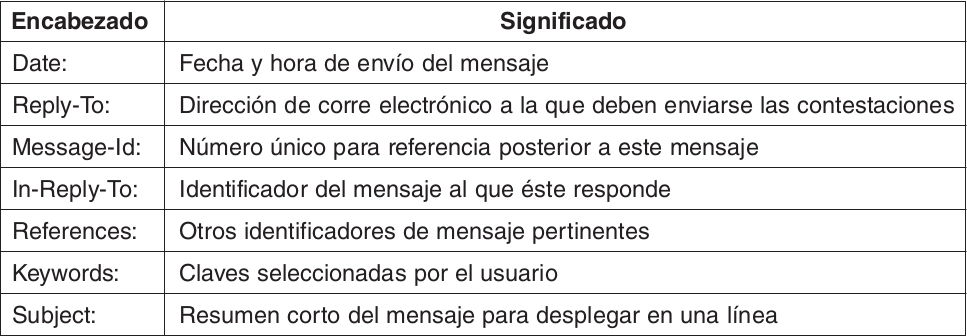 Encabezado Significado
Date: Fecha y hora de envío del mensaje
Reply-To: Dirección de corre electrónico a la que deben enviarse las contestaciones
Message-Id: Número único para referencia posterior a este mensaje
In-Reply-To: Identificador del mensaje al que éste responde
References: Otros identificadores de mensaje pertinentes
Keywords: Claves seleccionadas por el usuario
Subject: Resumen corto del mensaje para desplegar en una línea